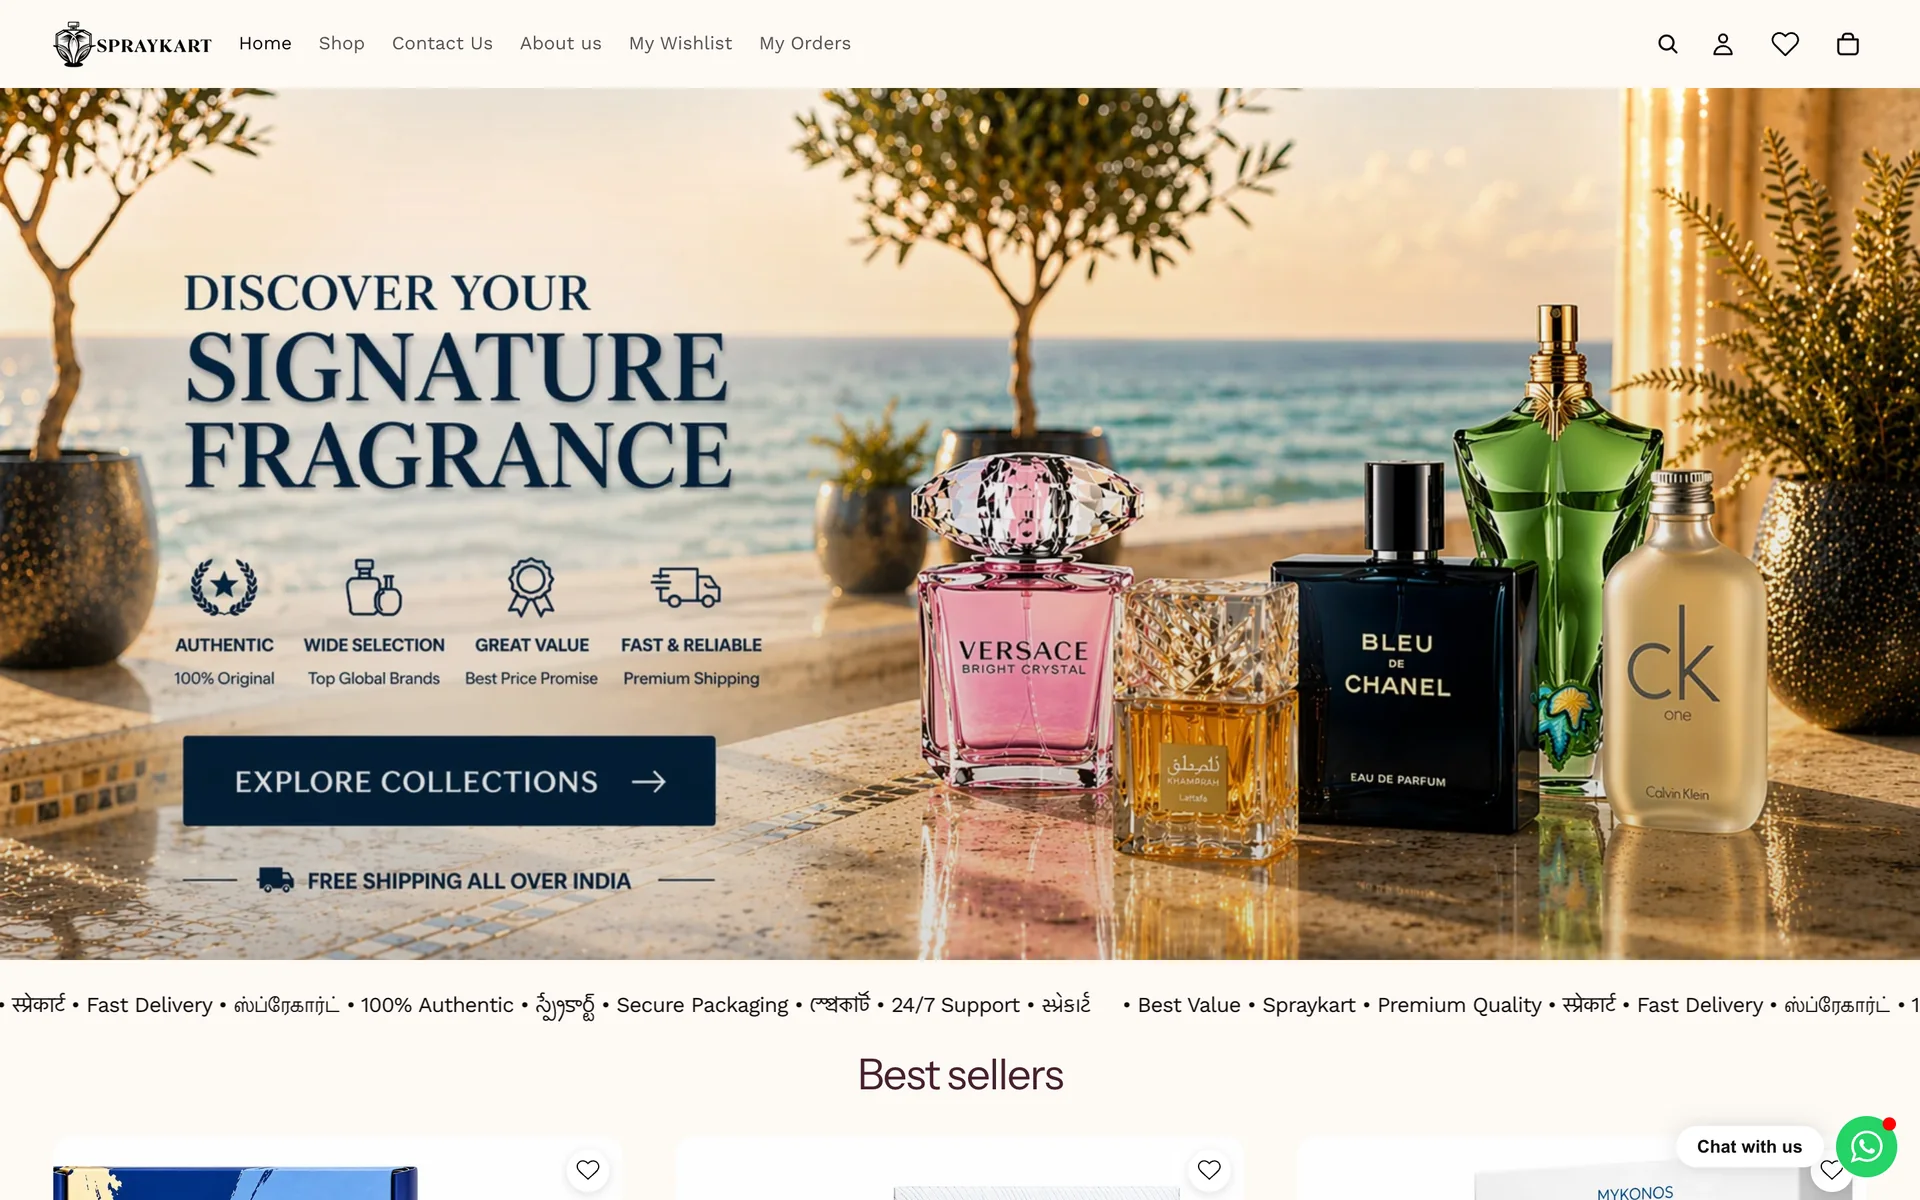 SPRAYKART
Home
Shop
Contact Us
About us
My Wishlist
My Orders
DISCOVER YOUR
SIGNATURE
FRAGRANCE
AUTHENTIC
100% Original
WIDE SELECTION
Top Global Brands
GREAT VALUE
Best Price Promise
FAST & RELIABLE
Premium Shipping
EXPLORE COLLECTIONS
FREE SHIPPING ALL OVER INDIA
VERSACE
BRIGHT CRYSTAL
KHAMRAH
Lattafa
BLEU
DE
CHANEL
EAU DE PARFUM
ck
one
Calvin Klein
• स्प्रेकार्ट • Fast Delivery • ஸ்ப்ரேகார்ட் • 100% Authentic • స్ప్రేకార్ట్ • Secure Packaging • স্প্রেকার্ট • 24/7 Support • સ્પ્રેકાર્ટ • Best Value • Spraykart • Premium Quality • स्प्रेकार्ट • Fast Delivery • ஸ்ப்ரேகார்ட் • 1
Best sellers
Chat with us
MYKONOS